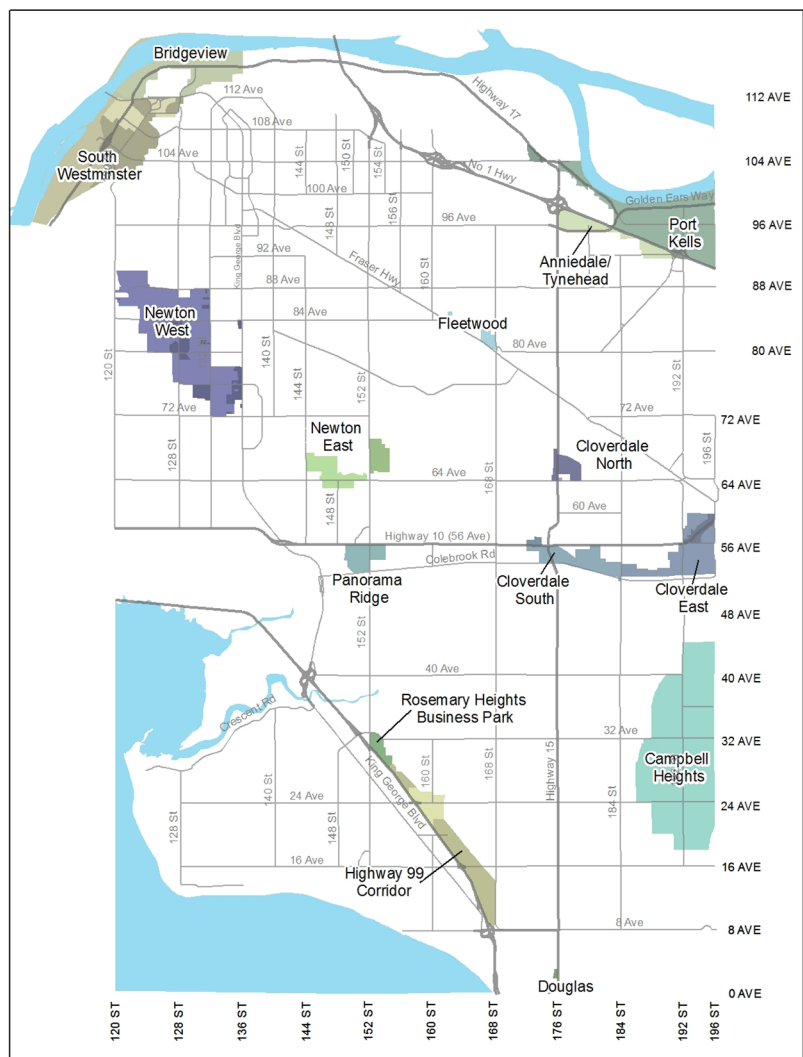 Bridgeview
112 AVE
112 Ave
Highway 17
108 Ave
South
Westminster
104 Ave
144 St
150 St
154 St
No 1 Hwy
104 AVE
100 Ave
156 St
Golden Ears Way
148 St
96 Ave
Port
Kells
96 AVE
King George Blvd
92 Ave
Fraser Hwy
160 St
Anniedale/
Tynehead
88 Ave
88 AVE
Newton
West
84 Ave
Fleetwood
80 Ave
80 AVE
120 St
140 St
144 St
152 St
192 St
72 Ave
72 Ave
72 AVE
Newton
East
128 St
Cloverdale
North
196 St
168 St
64 Ave
64 AVE
148 St
60 Ave
Highway 10 (56 Ave)
56 AVE
Colebrook Rd
Panorama
Ridge
Cloverdale
South
Cloverdale
East
48 AVE
152 St
40 Ave
40 AVE
Crescent Rd
Rosemary Heights
Business Park
32 Ave
32 AVE
Campbell
Heights
King George Blvd
160 St
168 St
Highway 15
140 St
24 Ave
24 AVE
184 St
128 St
148 St
16 Ave
16 AVE
Highway 99
Corridor
8 Ave
8 AVE
Douglas
0 AVE
120 ST
128 ST
136 ST
144 ST
152 ST
160 ST
168 ST
176 ST
184 ST
192 ST
196 ST